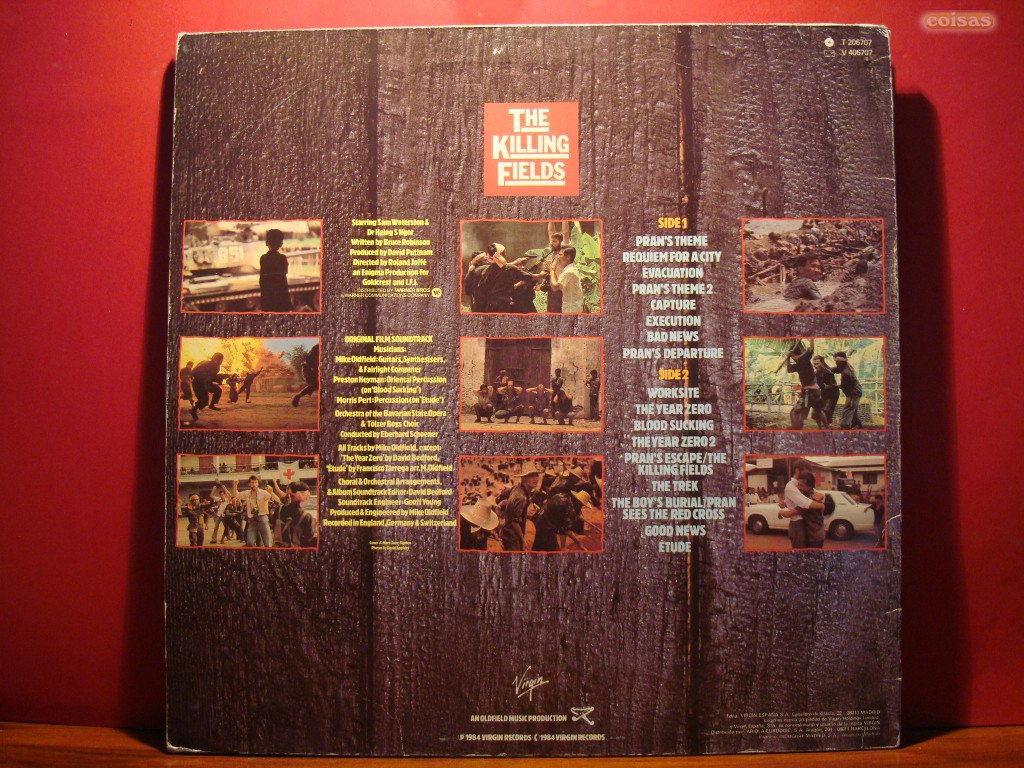 coisas
T 206707
V 406707
THE
KILLING
FIELDS
Starring Sam Waterston &
Dr Haing S Ngor
Written by Bruce Robinson
Produced by David Puttnam
Directed by Roland Joffé
an Enigma Production for
Goldcrest and I.F.I.
DISTRIBUTED BY WARNER BROS
A WARNER COMMUNICATIONS COMPANY
ORIGINAL FILM SOUNDTRACK
Musicians:
Mike Oldfield: Guitars, Synthesisers,
& Fairlight Computer
Preston Heyman: Oriental Percussion
(on 'Blood Sucking')
Morris Pert: Percussion (on 'Etude')
Orchestra of the Bavarian State Opera
& Tölzer Boys Choir
Conducted by Eberhard Schoener
All Tracks by Mike Oldfield, except:
'The Year Zero' by David Bedford,
'Étude' by Francisco Tarrega arr. M. Oldfield
Choral & Orchestral Arrangements,
& Album Soundtrack Editor: David Bedford
Soundtrack Engineer: Geoff Young
Produced & Engineered by Mike Oldfield
Recorded in England, Germany & Switzerland
SIDE 1
PRAN'S THEME
REQUIEM FOR A CITY
EVACUATION
PRAN'S THEME 2
CAPTURE
EXECUTION
BAD NEWS
PRAN'S DEPARTURE
SIDE 2
WORKSITE
THE YEAR ZERO
BLOOD SUCKING
THE YEAR ZERO 2
PRAN'S ESCAPE/THE
KILLING FIELDS
THE TREK
THE BOY'S BURIAL/PRAN
SEES THE RED CROSS
GOOD NEWS
ÉTUDE
Virgin
AN OLDFIELD MUSIC PRODUCTION
P 1984 VIRGIN RECORDS C 1984 VIRGIN RECORDS